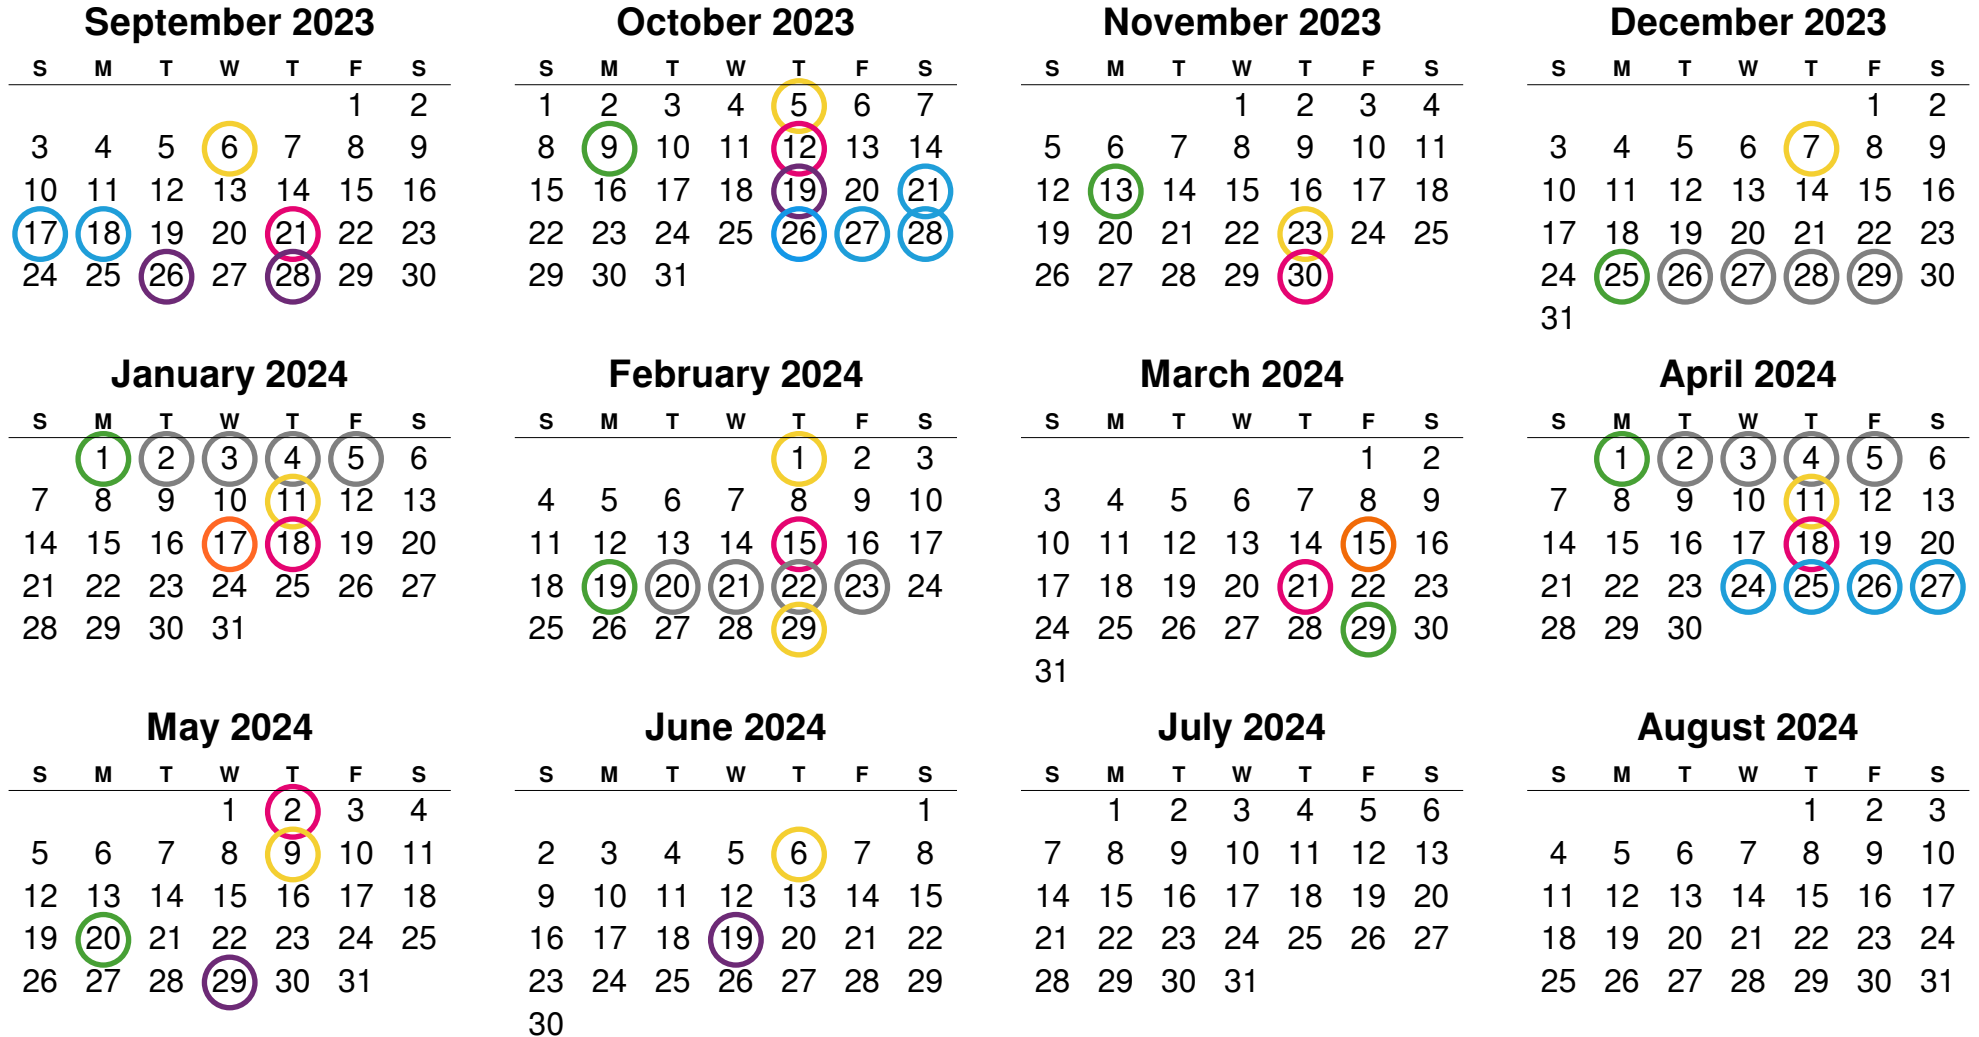 September 2023
S M T W T F S
1 2
3 4 5 6 7 8 9
10 11 12 13 14 15 16
17 18 19 20 21 22 23
24 25 26 27 28 29 30
October 2023
S M T W T F S
1 2 3 4 5 6 7
8 9 10 11 12 13 14
15 16 17 18 19 20 21
22 23 24 25 26 27 28
29 30 31
November 2023
S M T W T F S
1 2 3 4
5 6 7 8 9 10 11
12 13 14 15 16 17 18
19 20 21 22 23 24 25
26 27 28 29 30
December 2023
S M T W T F S
1 2
3 4 5 6 7 8 9
10 11 12 13 14 15 16
17 18 19 20 21 22 23
24 25 26 27 28 29 30
31
January 2024
S M T W T F S
1 2 3 4 5 6
7 8 9 10 11 12 13
14 15 16 17 18 19 20
21 22 23 24 25 26 27
28 29 30 31
February 2024
S M T W T F S
1 2 3
4 5 6 7 8 9 10
11 12 13 14 15 16 17
18 19 20 21 22 23 24
25 26 27 28 29
March 2024
S M T W T F S
1 2
3 4 5 6 7 8 9
10 11 12 13 14 15 16
17 18 19 20 21 22 23
24 25 26 27 28 29 30
31
April 2024
S M T W T F S
1 2 3 4 5 6
7 8 9 10 11 12 13
14 15 16 17 18 19 20
21 22 23 24 25 26 27
28 29 30
May 2024
S M T W T F S
1 2 3 4
5 6 7 8 9 10 11
12 13 14 15 16 17 18
19 20 21 22 23 24 25
26 27 28 29 30 31
June 2024
S M T W T F S
1
2 3 4 5 6 7 8
9 10 11 12 13 14 15
16 17 18 19 20 21 22
23 24 25 26 27 28 29
30
July 2024
S M T W T F S
1 2 3 4 5 6
7 8 9 10 11 12 13
14 15 16 17 18 19 20
21 22 23 24 25 26 27
28 29 30 31
August 2024
S M T W T F S
1 2 3
4 5 6 7 8 9 10
11 12 13 14 15 16 17
18 19 20 21 22 23 24
25 26 27 28 29 30 31